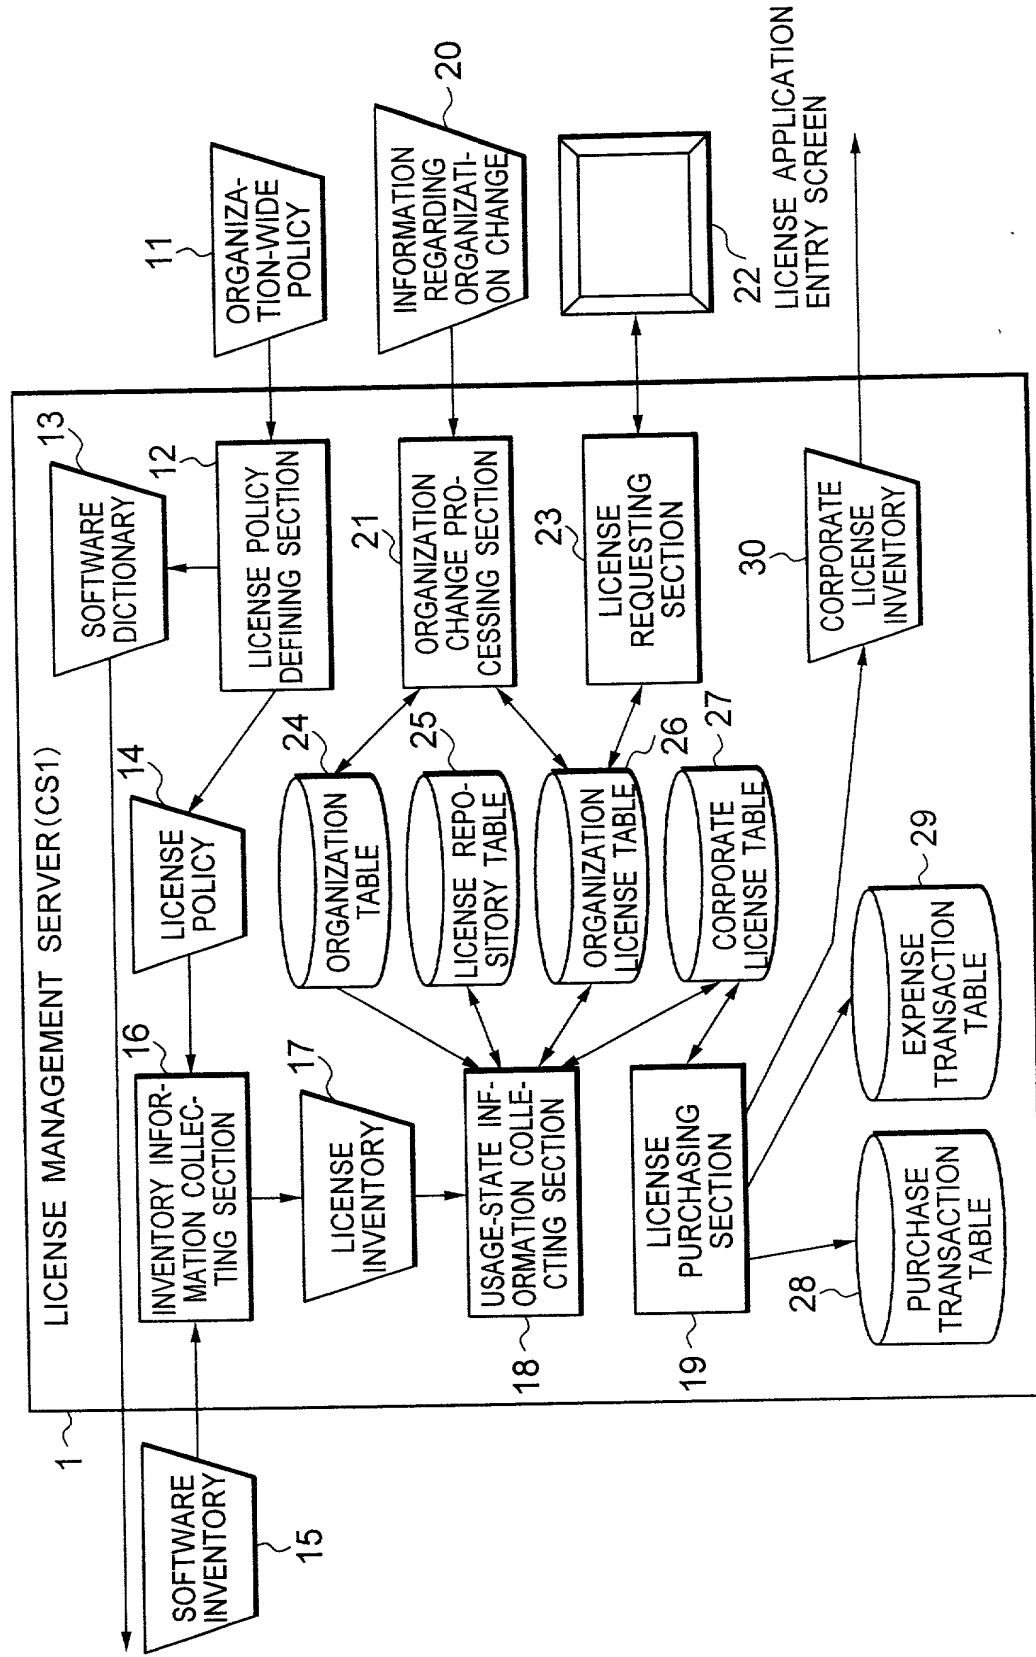 LICENSE MANAGEMENT SERVER(CS1)
1
SOFTWARE
INVENTORY
15
INVENTORY INFOR-
MATION COLLEC-
TING SECTION
16
LICENSE
POLICY
14
SOFTWARE
DICTIONARY
13
LICENSE POLICY
DEFINING SECTION
12
ORGANIZA-
TION-WIDE
POLICY
11
LICENSE
INVENTORY
17
ORGANIZATION
TABLE
24
ORGANIZATION
CHANGE PRO-
CESSING SECTION
21
INFORMATION
REGARDING
ORGANIZATI-
ON CHANGE
20
USAGE-STATE INF-
ORMATION COLLE-
CTING SECTION
18
LICENSE REPO-
SITORY TABLE
25
ORGANIZATION
LICENSE TABLE
26
LICENSE
REQUESTING
SECTION
23
22
LICENSE APPLICATION
ENTRY SCREEN
LICENSE
PURCHASING
SECTION
19
CORPORATE
LICENSE TABLE
27
CORPORATE
LICENSE
INVENTORY
30
PURCHASE
TRANSACTION
TABLE
28
EXPENSE
TRANSACTION
TABLE
29